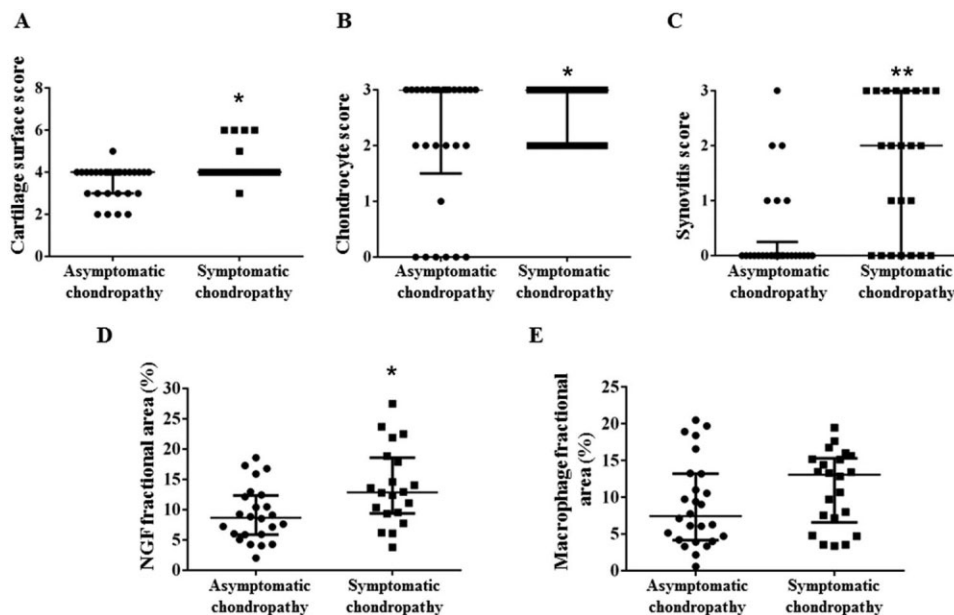 A
Cartilage surface score
8
6
4
2
0
*
Asymptomatic chondropathy
Symptomatic chondropathy
B
Chondrocyte score
3
2
1
0
*
Asymptomatic chondropathy
Symptomatic chondropathy
C
Synovitis score
3
2
1
0
**
Asymptomatic chondropathy
Symptomatic chondropathy
D
NGF fractional area (%)
30
25
20
15
10
5
0
*
Asymptomatic chondropathy
Symptomatic chondropathy
E
Macrophage fractional
area (%)
25
20
15
10
5
0
Asymptomatic chondropathy
Symptomatic chondropathy